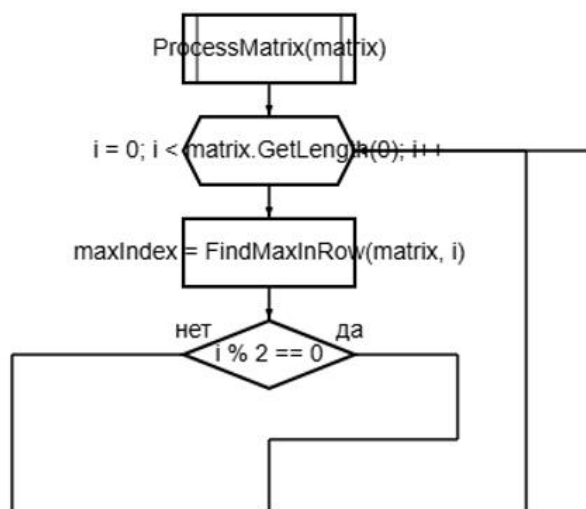 ProcessMatrix(matrix)
i = 0; i < matrix.GetLength(0); i++
maxIndex = FindMaxInRow(matrix, i)
нет
да
i % 2 == 0